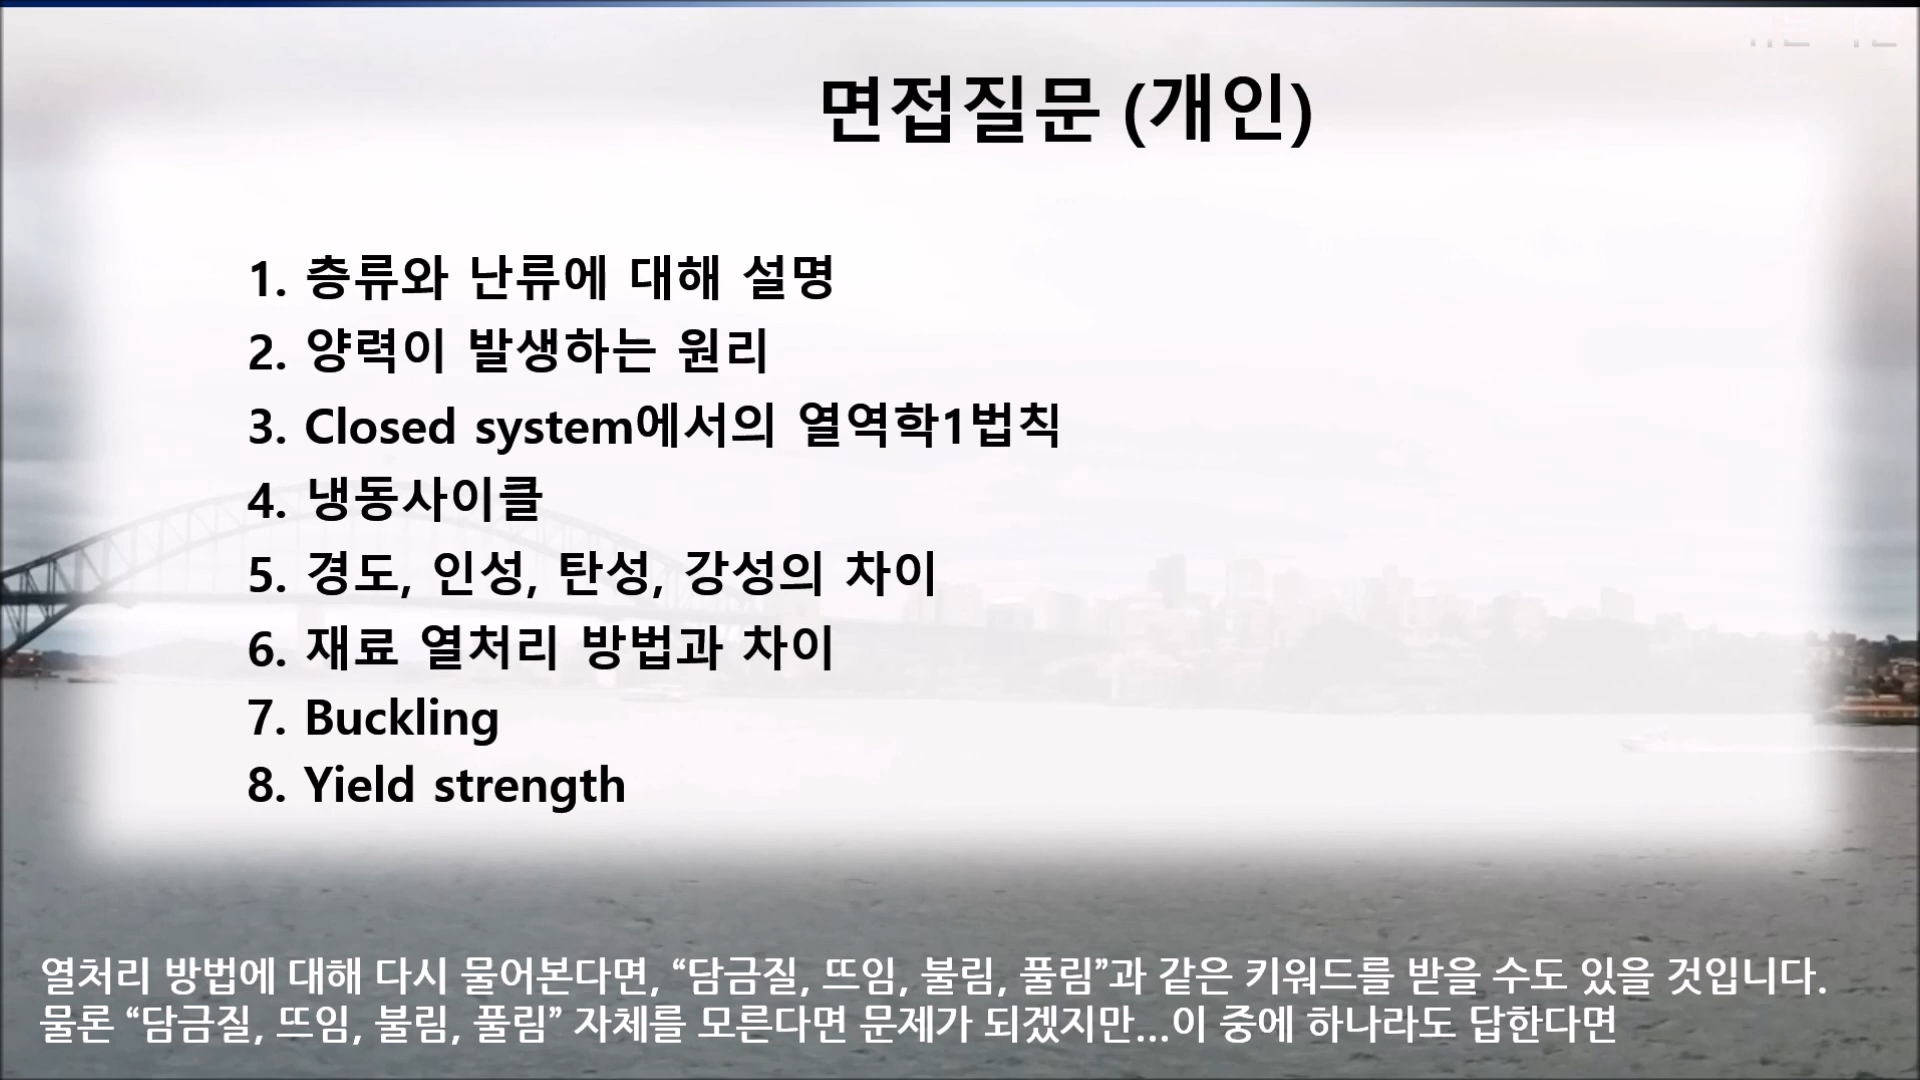 면접질문 (개인)
1. 층류와 난류에 대해 설명
2. 양력이 발생하는 원리
3. Closed system에서의 열역학1법칙
4. 냉동사이클
5. 경도, 인성, 탄성, 강성의 차이
6. 재료 열처리 방법과 차이
7. Buckling
8. Yield strength
열처리 방법에 대해 다시 물어본다면, “담금질, 뜨임, 불림, 풀림”과 같은 키워드를 받을 수도 있을 것입니다.
물론 “담금질, 뜨임, 불림, 풀림” 자체를 모른다면 문제가 되겠지만...이 중에 하나라도 답한다면